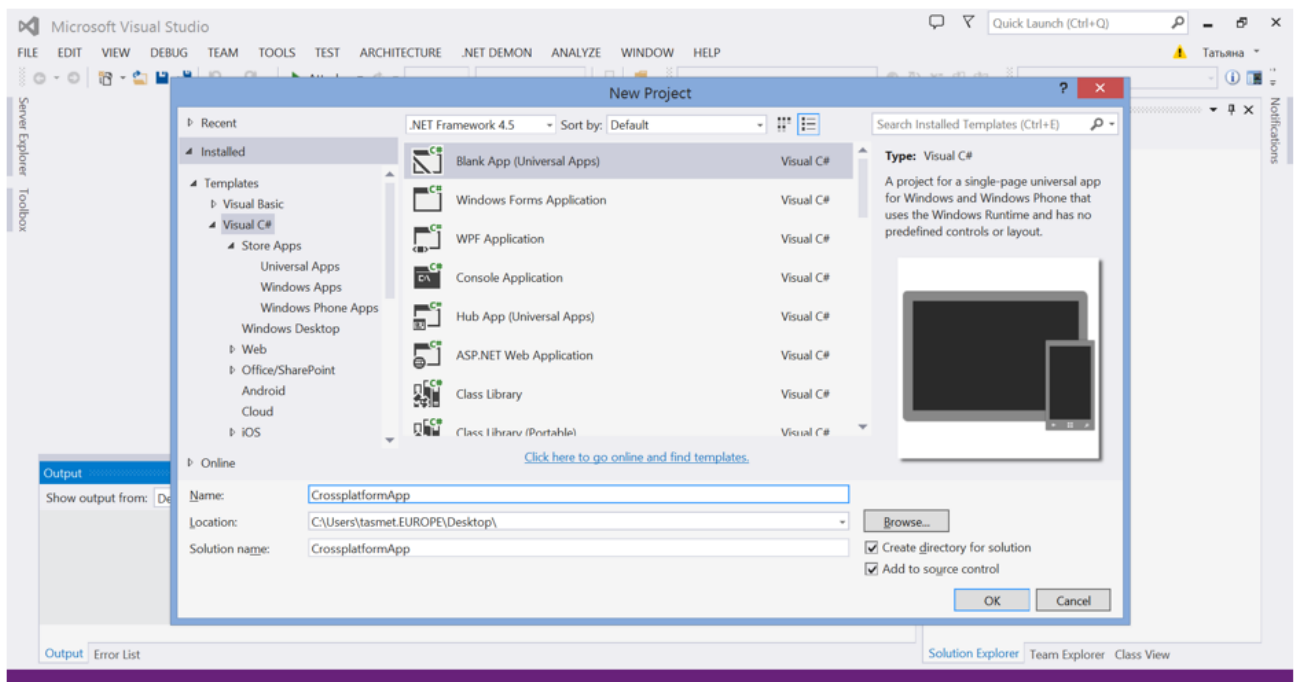 Microsoft Visual Studio
Quick Launch (Ctrl+Q)
FILE EDIT VIEW DEBUG TEAM TOOLS TEST ARCHITECTURE .NET DEMON ANALYZE WINDOW HELP
Татьяна
Server Explorer
Toolbox
Notifications
New Project
Recent
Installed
Templates
Visual Basic
Visual C#
Store Apps
Universal Apps
Windows Apps
Windows Phone Apps
Windows Desktop
Web
Office/SharePoint
Android
Cloud
iOS
Online
.NET Framework 4.5
Sort by: Default
Search Installed Templates (Ctrl+E)
Blank App (Universal Apps) Visual C#
Windows Forms Application Visual C#
WPF Application Visual C#
Console Application Visual C#
Hub App (Universal Apps) Visual C#
ASP.NET Web Application Visual C#
Class Library Visual C#
Class Library (Portable) Visual C#
Click here to go online and find templates.
Type: Visual C#
A project for a single-page universal app
for Windows and Windows Phone that
uses the Windows Runtime and has no
predefined controls or layout.
Name: CrossplatformApp
Location: C:\Users\tasmet.EUROPE\Desktop\
Browse...
Solution name: CrossplatformApp
Create directory for solution
Add to source control
OK Cancel
Output
Show output from: De
Output Error List
Solution Explorer Team Explorer Class View